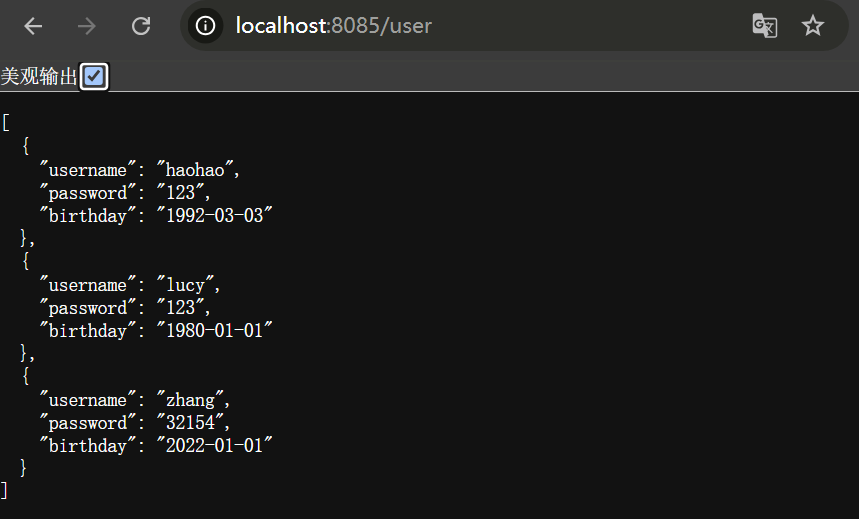 localhost:8085/user
美观输出
[
  {
    "username": "haohao",
    "password": "123",
    "birthday": "1992-03-03"
  },
  {
    "username": "lucy",
    "password": "123",
    "birthday": "1980-01-01"
  },
  {
    "username": "zhang",
    "password": "32154",
    "birthday": "2022-01-01"
  }
]